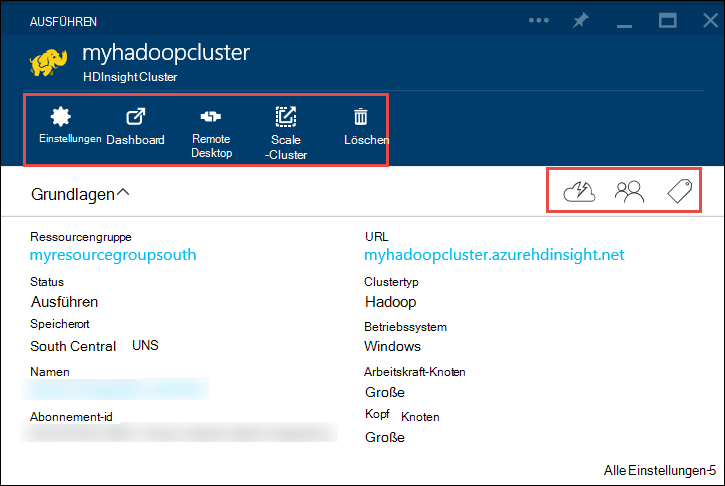 AUSFÜHREN
myhadoopcluster
HDInsight Cluster
Einstellungen Dashboard Remote Desktop Scale -Cluster Löschen
Grundlagen
Ressourcengruppe URL
myresourcegroupsouth myhadoopcluster.azurehdinsight.net
Status Clustertyp
Ausführen Hadoop
Speicherort Betriebssystem
South Central UNS Windows
Namen Arbeitskraft-Knoten
Große
Abonnement-id Kopf Knoten
Große
Alle Einstellungen-5